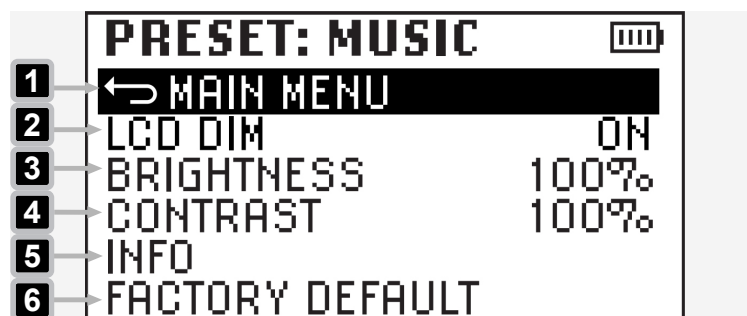 PRESET: MUSIC
1 MAIN MENU
2 LCD DIM ON
3 BRIGHTNESS 100%
4 CONTRAST 100%
5 INFO
6 FACTORY DEFAULT